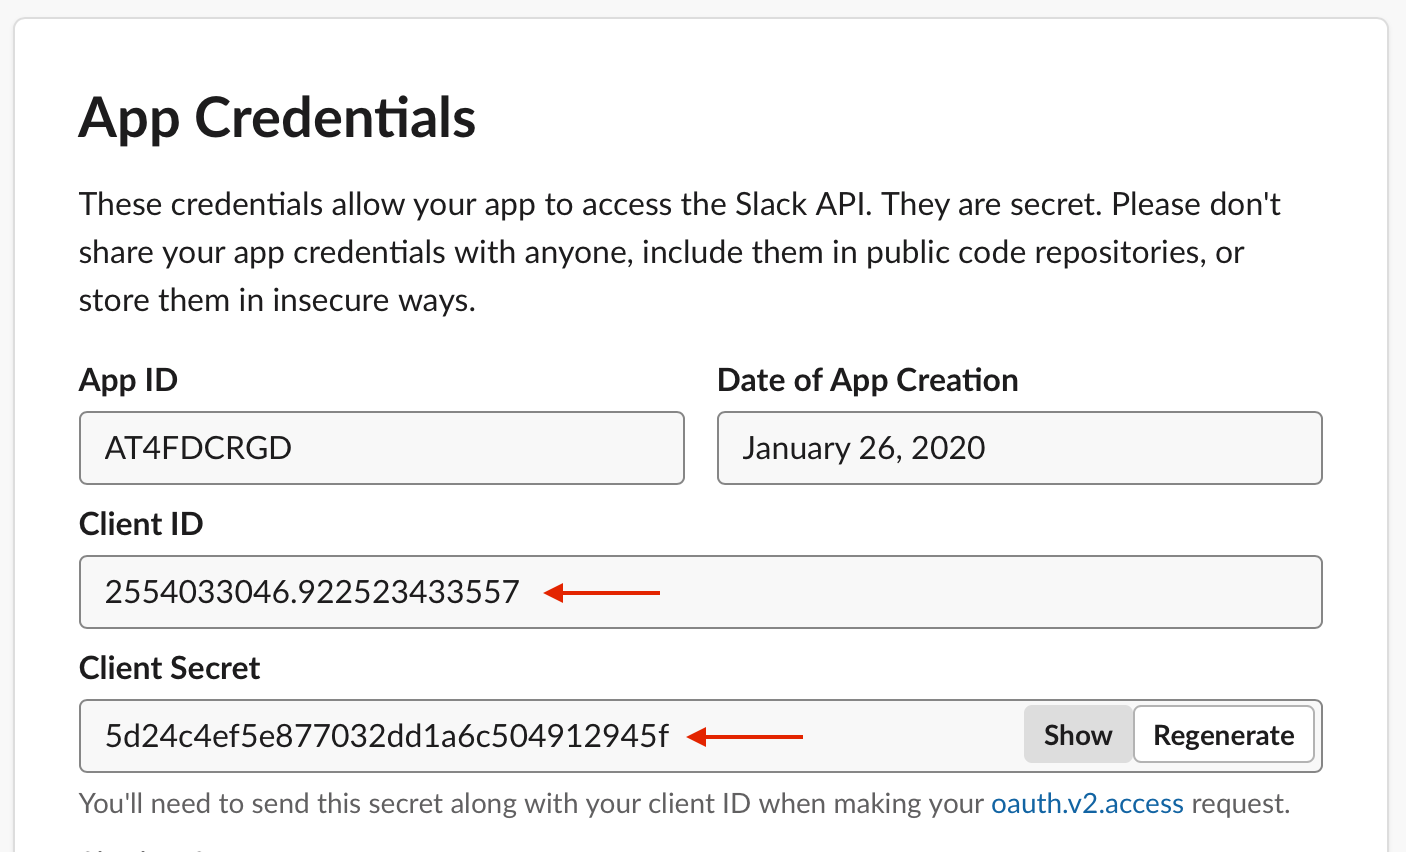 App Credentials
These credentials allow your app to access the Slack API. They are secret. Please don't
share your app credentials with anyone, include them in public code repositories, or
store them in insecure ways.
App ID
Date of App Creation
AT4FDCRGD
January 26, 2020
Client ID
2554033046.922523433557
Client Secret
5d24c4ef5e877032dd1a6c504912945f
Show
Regenerate
You'll need to send this secret along with your client ID when making your oauth.v2.access request.